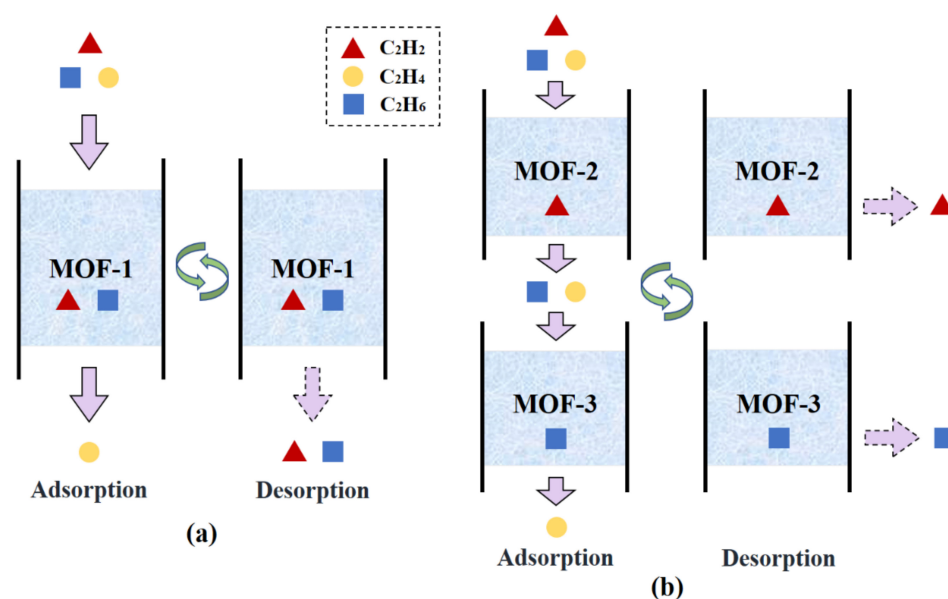 C₂H₂
C₂H₄
C₂H₆
MOF-1
MOF-1
Adsorption
Desorption
(a)
MOF-2
MOF-2
MOF-3
MOF-3
Adsorption
Desorption
(b)